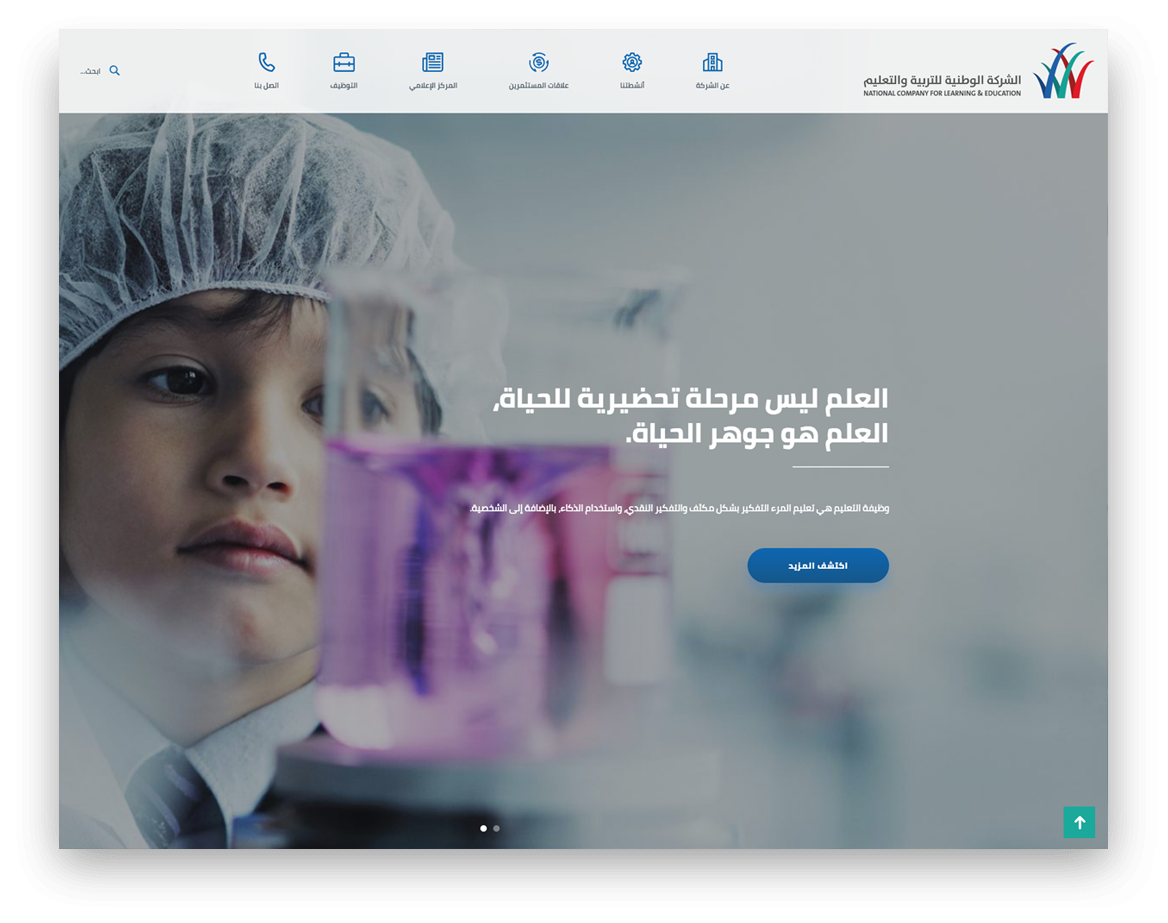 الشركة الوطنية للتربية والتعليم
NATIONAL COMPANY FOR LEARNING & EDUCATION
عن الشركة
أنشطتنا
علاقات المستثمرين
المركز الإعلامي
التوظيف
اتصل بنا
ابحث...
العلم ليس مرحلة تحضيرية للحياة,
العلم هو جوهر الحياة.
وظيفة التعليم هي تعليم المرء التفكير بشكل مكثف والتفكير النقدي، واستخدام الذكاء، بالإضافة إلى الشخصية.
اكتشف المزيد